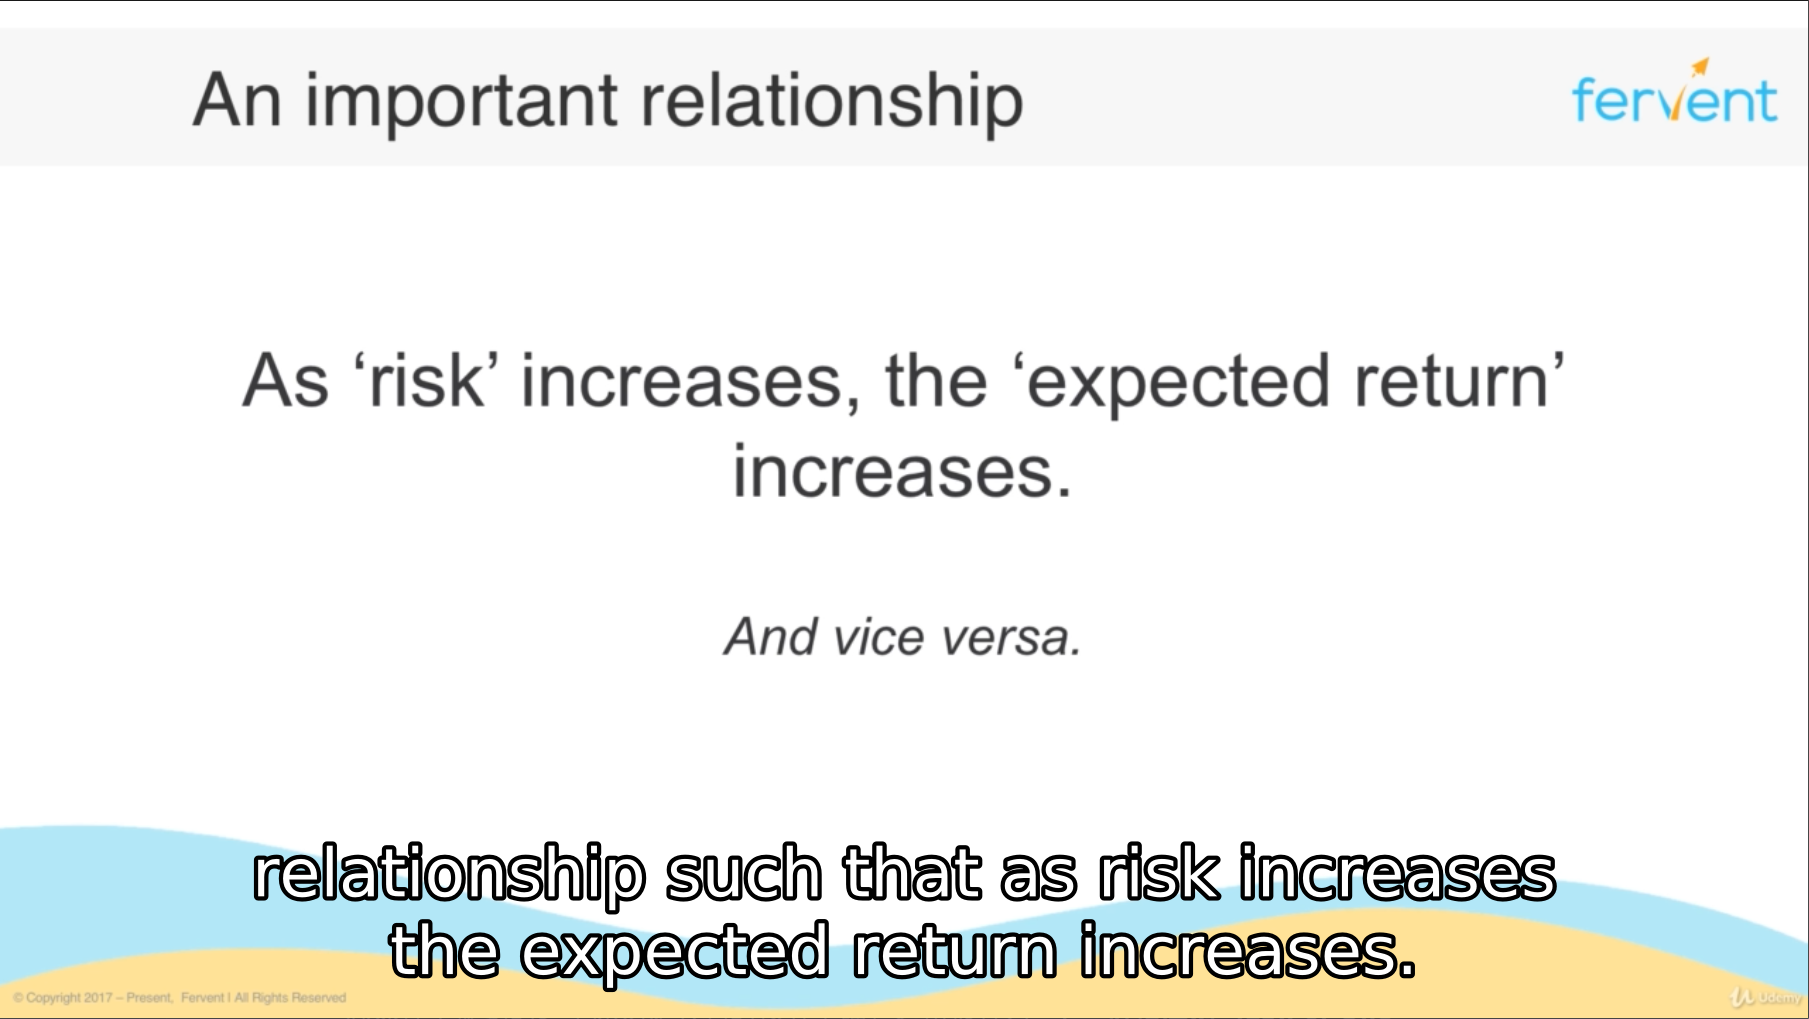 An important relationship
fervent
As ‘risk’ increases, the ‘expected return’
increases.
And vice versa.
relationship such that as risk increases
the expected return increases.
© Copyright 2017 – Present, Fervent | All Rights Reserved
Udemy